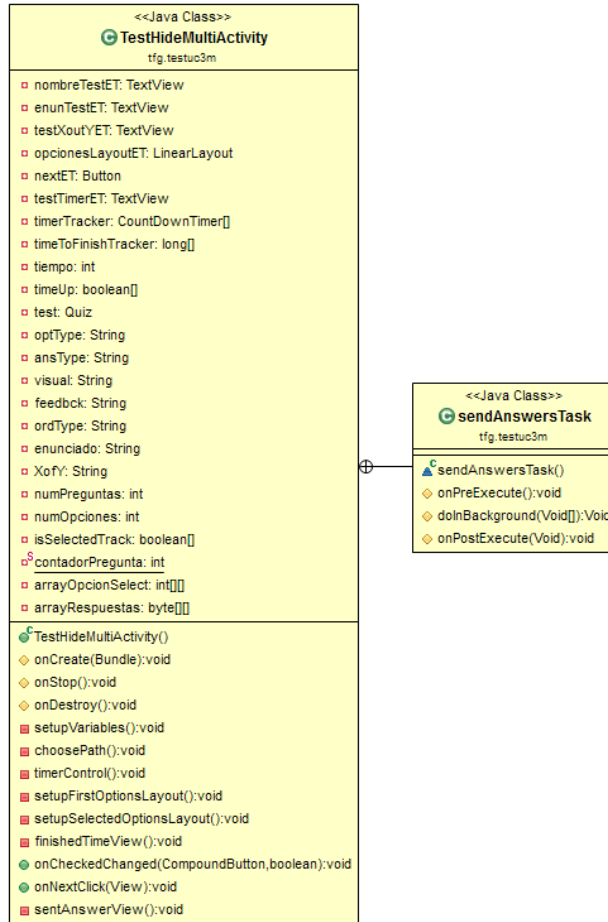 <<Java Class>>
TestHideMultiActivity
tfg.testuc3m
nombreTestET: TextView
enunTestET: TextView
testXoutYET: TextView
opcionesLayoutET: LinearLayout
nextET: Button
testTimerET: TextView
timerTracker: CountDownTimer[]
timeToFinishTracker: long[]
tiempo: int
timeUp: boolean[]
test: Quiz
optType: String
ansType: String
visual: String
feedbck: String
ordType: String
enunciado: String
XofY: String
numPreguntas: int
numOpciones: int
isSelectedTrack: boolean[]
contadorPregunta: int
arrayOpcionSelect: int[][]
arrayRespuestas: byte[][]
TestHideMultiActivity()
onCreate(Bundle):void
onStop():void
onDestroy():void
setupVariables():void
choosePath():void
timerControl():void
setupFirstOptionsLayout():void
setupSelectedOptionsLayout():void
finishedTimeView():void
onCheckedChanged(CompoundButton,boolean):void
onNextClick(View):void
sentAnswerView():void
<<Java Class>>
sendAnswersTask
tfg.testuc3m
sendAnswersTask()
onPreExecute():void
doInBackground(Void[]):Void
onPostExecute(Void):void